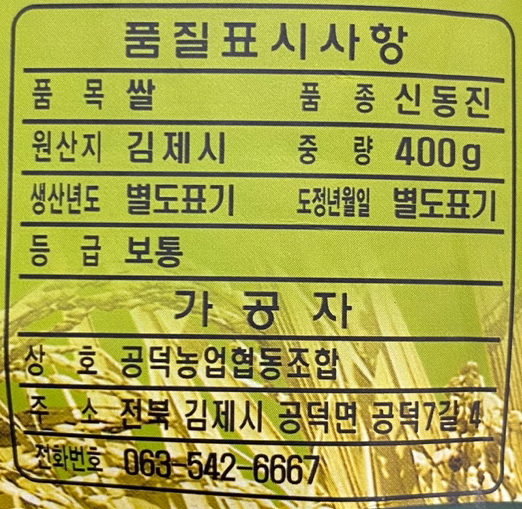 품질표시사항
품 목 쌀 품 종 신동진
원산지 김제시 중 량 400g
생산년도 별도표기 도정년월일 별도표기
등 급 보통
가 공 자
상 호 공덕농업협동조합
주 소 전북 김제시 공덕면 공덕7길 4
전화번호 063-542-6667